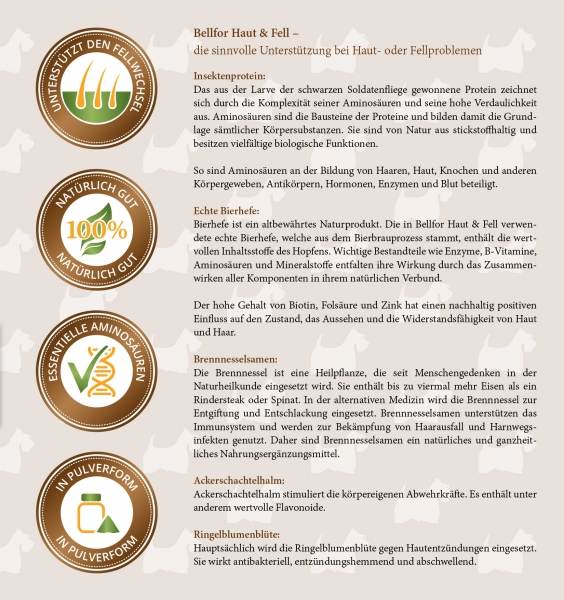 Bellfor Haut & Fell –
die sinnvolle Unterstützung bei Haut- oder Fellproblemen
UNTERSTÜTZT DEN FELLWECHSEL
Insektenprotein:
Das aus der Larve der schwarzen Soldatenfliege gewonnene Protein zeichnet
sich durch die Komplexität seiner Aminosäuren und seine hohe Verdaulichkeit
aus. Aminosäuren sind die Bausteine der Proteine und bilden damit die Grund-
lage sämtlicher Körpersubstanzen. Sie sind von Natur aus stickstoffhaltig und
besitzen vielfältige biologische Funktionen.
So sind Aminosäuren an der Bildung von Haaren, Haut, Knochen und anderen
Körpergeweben, Antikörpern, Hormonen, Enzymen und Blut beteiligt.
NATÜRLICH GUT
100%
NATÜRLICH GUT
Echte Bierhefe:
Bierhefe ist ein altbewährtes Naturprodukt. Die in Bellfor Haut & Fell verwen-
dete echte Bierhefe, welche aus dem Bierbrauprozess stammt, enthält die wert-
vollen Inhaltsstoffe des Hopfens. Wichtige Bestandteile wie Enzyme, B-Vitamine,
Aminosäuren und Mineralstoffe entfalten ihre Wirkung durch das Zusammen-
wirken aller Komponenten in ihrem natürlichen Verbund.
Der hohe Gehalt von Biotin, Folsäure und Zink hat einen nachhaltig positiven
Einfluss auf den Zustand, das Aussehen und die Widerstandsfähigkeit von Haut
und Haar.
ESSENTIELLE AMINOSÄUREN
Brennnesselsamen:
Die Brennnessel ist eine Heilpflanze, die seit Menschengedenken in der
Naturheilkunde eingesetzt wird. Sie enthält bis zu viermal mehr Eisen als ein
Rindersteak oder Spinat. In der alternativen Medizin wird die Brennnessel zur
Entgiftung und Entschlackung eingesetzt. Brennnesselsamen unterstützen das
Immunsystem und werden zur Bekämpfung von Haarausfall und Harnwegs-
infekten genutzt. Daher sind Brennnesselsamen ein natürliches und ganzheit-
liches Nahrungsergänzungsmittel.
IN PULVERFORM
IN PULVERFORM
Ackerschachtelhalm:
Ackerschachtelhalm stimuliert die körpereigenen Abwehrkräfte. Es enthält unter
anderem wertvolle Flavonoide.
Ringelblumenblüte:
Hauptsächlich wird die Ringelblumenblüte gegen Hautentzündungen eingesetzt.
Sie wirkt antibakteriell, entzündungshemmend und abschwellend.